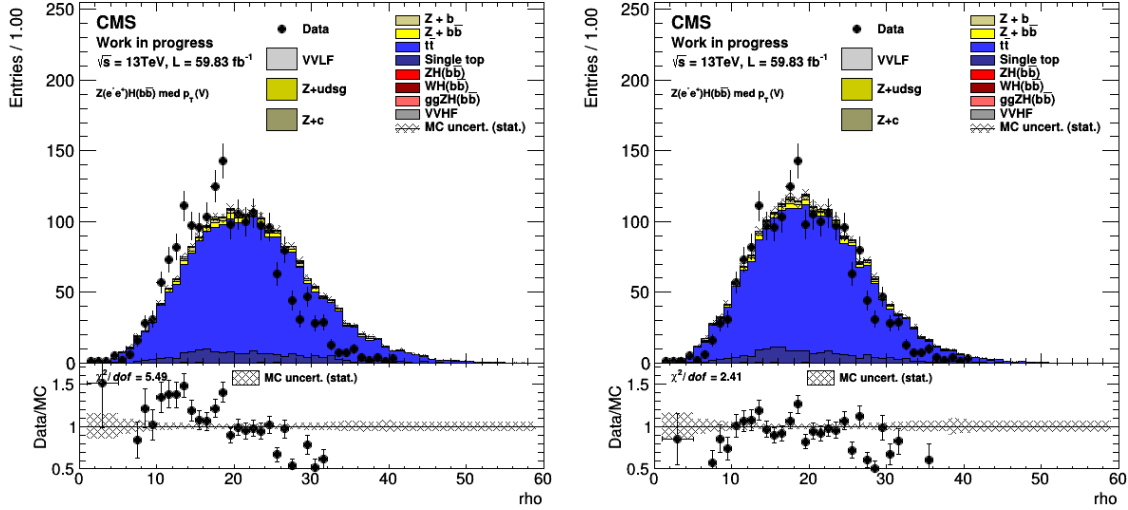 CMS
Work in progress
√s = 13TeV, L = 59.83 fb⁻¹
Z(e⁻e⁺)H(bb̅) med p_T(V)
Data
VVLF
Z+udsg
Z+c
Z + b
Z + bb̅
tt
Single top
ZH(bb̅)
WH(bb̅)
ggZH(bb̅)
VVHF
MC uncert. (stat.)
Entries / 1.00
250
200
150
100
50
0
χ²/ dof = 5.49
MC uncert. (stat.)
Data/MC
1.5
1
0.5
0 10 20 30 40 50 60
rho
CMS
Work in progress
√s = 13TeV, L = 59.83 fb⁻¹
Z(e⁻e⁺)H(bb̅) med p_T(V)
Data
VVLF
Z+udsg
Z+c
Z + b
Z + bb̅
tt
Single top
ZH(bb̅)
WH(bb̅)
ggZH(bb̅)
VVHF
MC uncert. (stat.)
Entries / 1.00
250
200
150
100
50
0
χ²/ dof = 2.41
MC uncert. (stat.)
Data/MC
1.5
1
0.5
0 10 20 30 40 50 60
rho